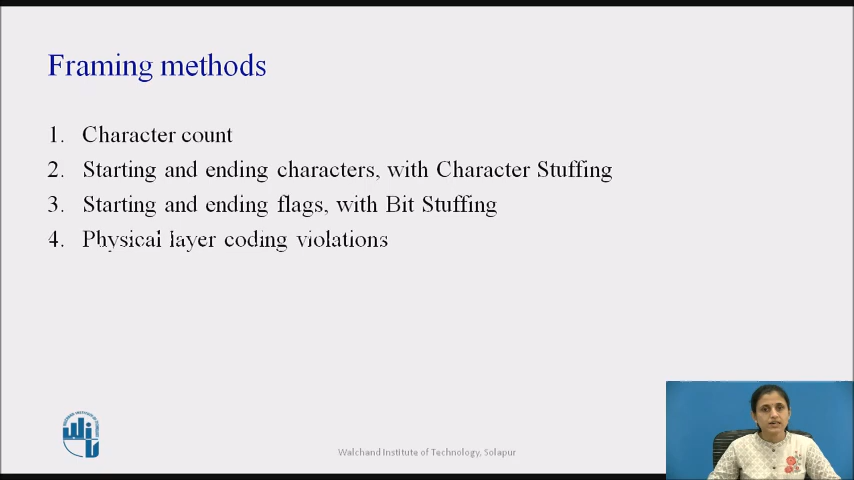 Framing methods
1. Character count
2. Starting and ending characters, with Character Stuffing
3. Starting and ending flags, with Bit Stuffing
4. Physical layer coding violations
Walchand Institute of Technology, Solapur